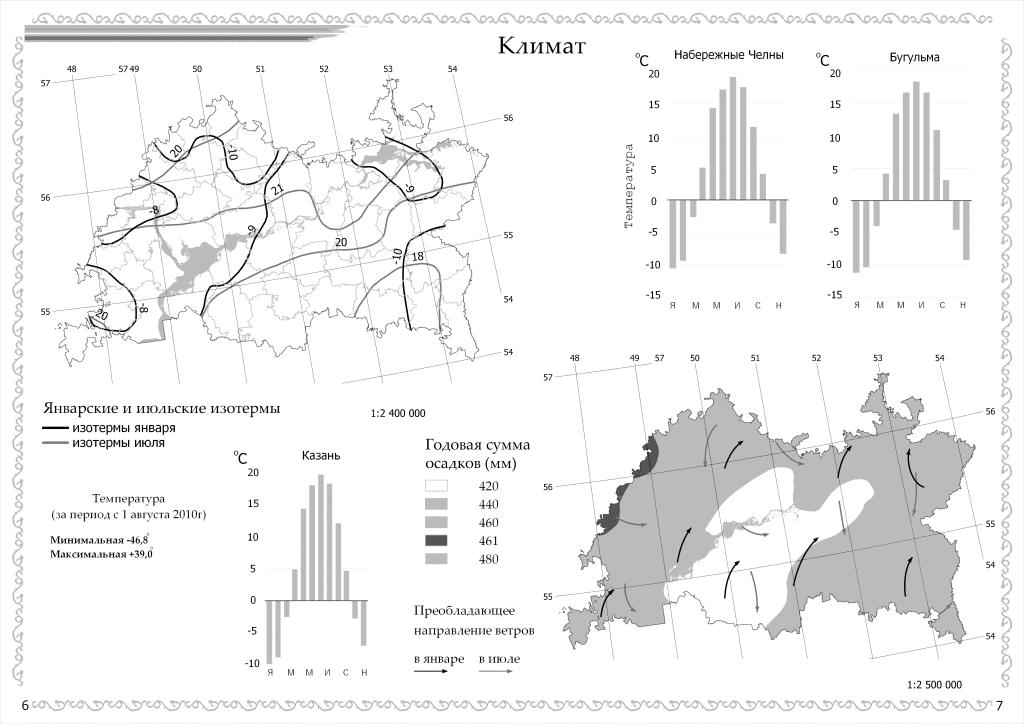 Климат
48
57 49
50
51
52
53
54
57
56
55
56
55
54
54
20
-10
21
-8
-9
-9
20
-10
18
-8
20
Январские и июльские изотермы
изотермы января
изотермы июля
1:2 400 000
Температура
(за период с 1 августа 2010г)
Минимальная -46,8°
Максимальная +39,0°
°C
Казань
20
15
10
5
0
-5
-10
Я М М И С Н
°C
Набережные Челны
Температура
20
15
10
5
0
-5
-10
-15
Я М М И С Н
°C
Бугульма
20
15
10
5
0
-5
-10
-15
Я М М И С Н
Годовая сумма
осадков (мм)
420
440
460
461
480
Преобладающее
направление ветров
в январе в июле
48
49
57
50
51
52
53
54
57
56
55
56
55
54
54
1:2 500 000
6
7